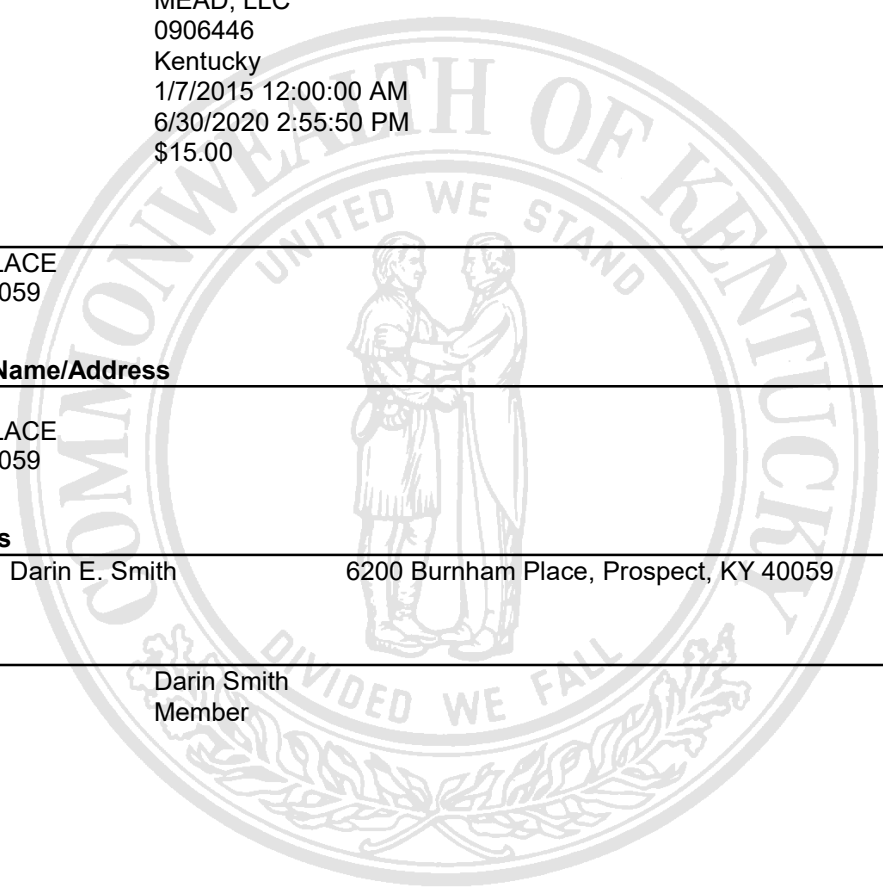 MEAD, LLC
0906446
Kentucky
1/7/2015 12:00:00 AM
6/30/2020 2:55:50 PM
$15.00
LACE
059
Name/Address
LACE
059
s
Darin E. Smith 6200 Burnham Place, Prospect, KY 40059
Darin Smith
Member
COMMONWEALTH OF KENTUCKY
UNITED WE STAND
DIVIDED WE FALL